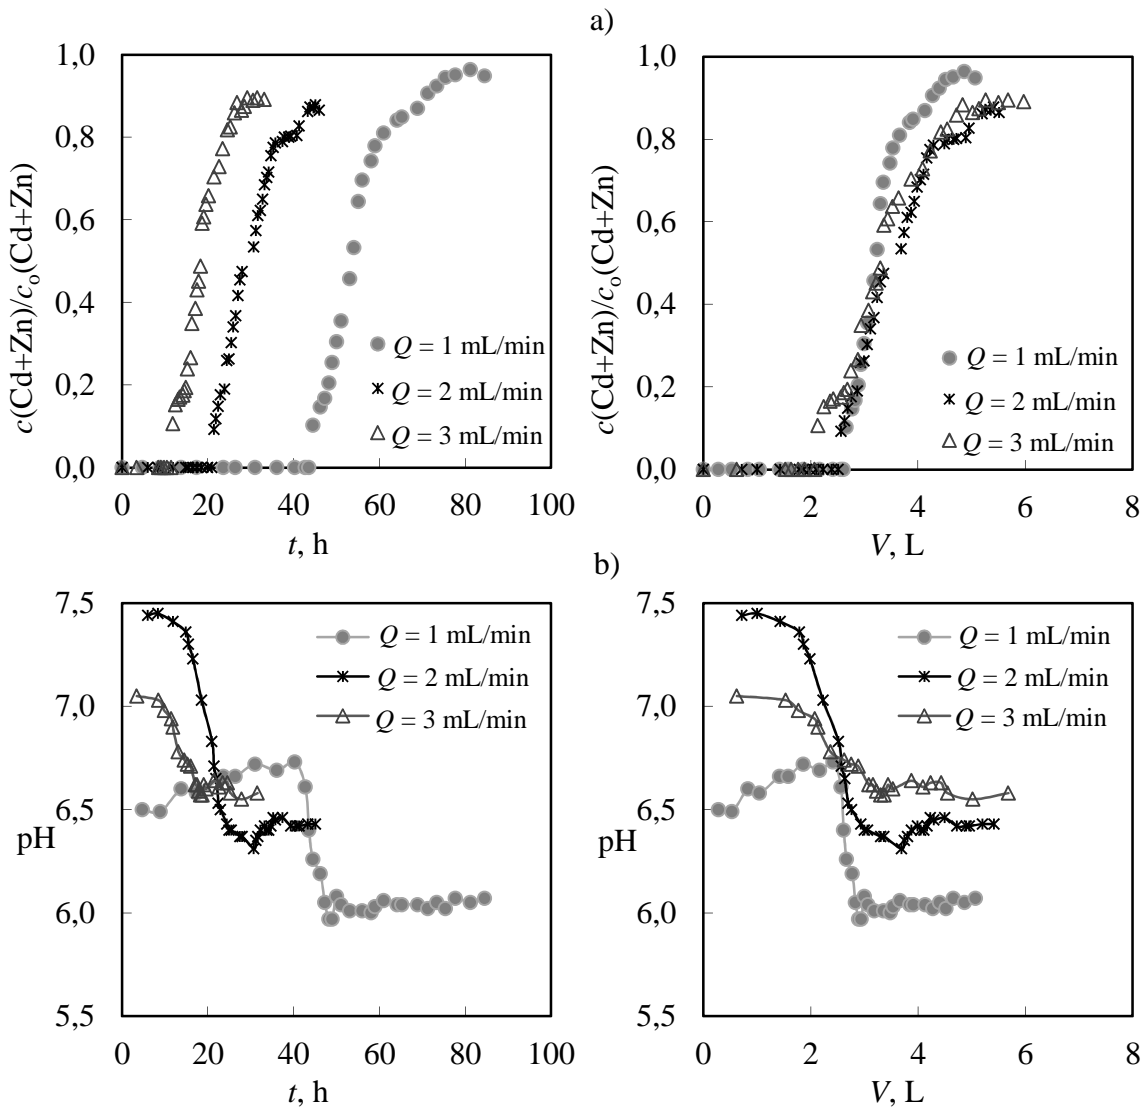 a)
1,0
0,8
0,6
0,4
0,2
0,0
c(Cd+Zn)/cₒ(Cd+Zn)
Q = 1 mL/min
Q = 2 mL/min
Q = 3 mL/min
0 20 40 60 80 100
t, h
1,0
0,8
0,6
0,4
0,2
0,0
c(Cd+Zn)/cₒ(Cd+Zn)
Q = 1 mL/min
Q = 2 mL/min
Q = 3 mL/min
0 2 4 6 8
V, L
b)
7,5
7,0
6,5
6,0
5,5
pH
Q = 1 mL/min
Q = 2 mL/min
Q = 3 mL/min
0 20 40 60 80 100
t, h
7,5
7,0
6,5
6,0
5,5
pH
Q = 1 mL/min
Q = 2 mL/min
Q = 3 mL/min
0 2 4 6 8
V, L